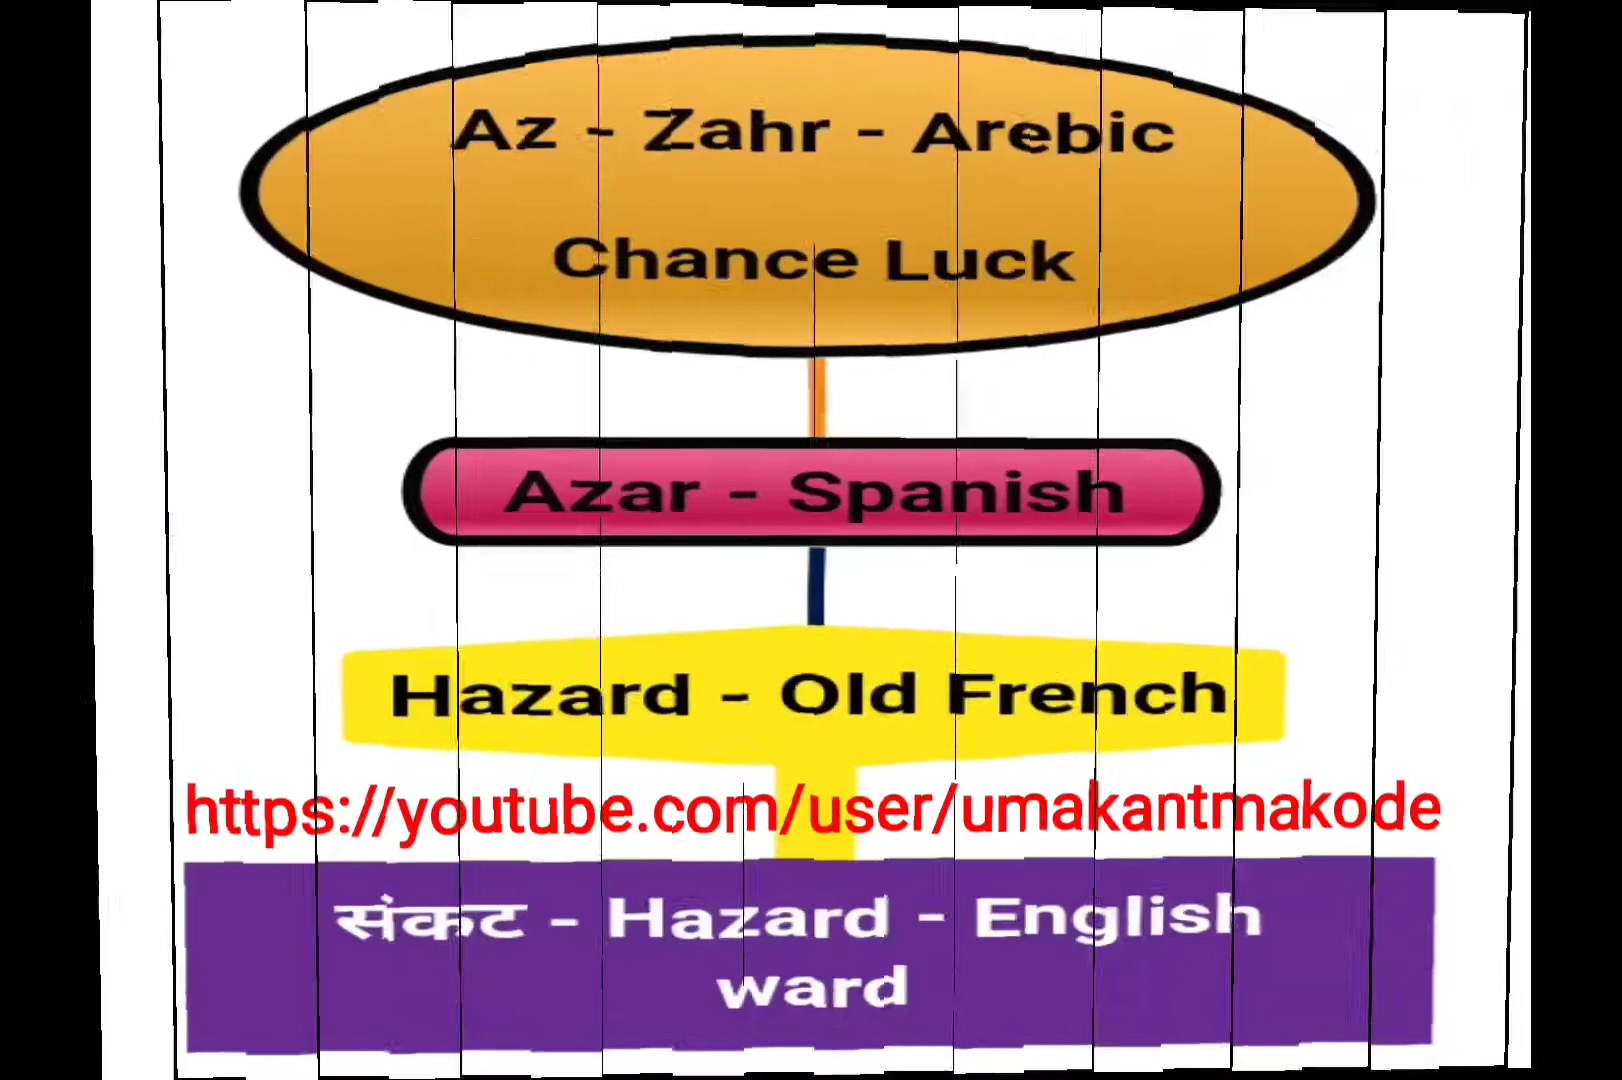 Az - Zahr - Arebic
Chance Luck
Azar - Spanish
Hazard - Old French
https://youtube.com/user/umakantmakode
संकट - Hazard - English
ward